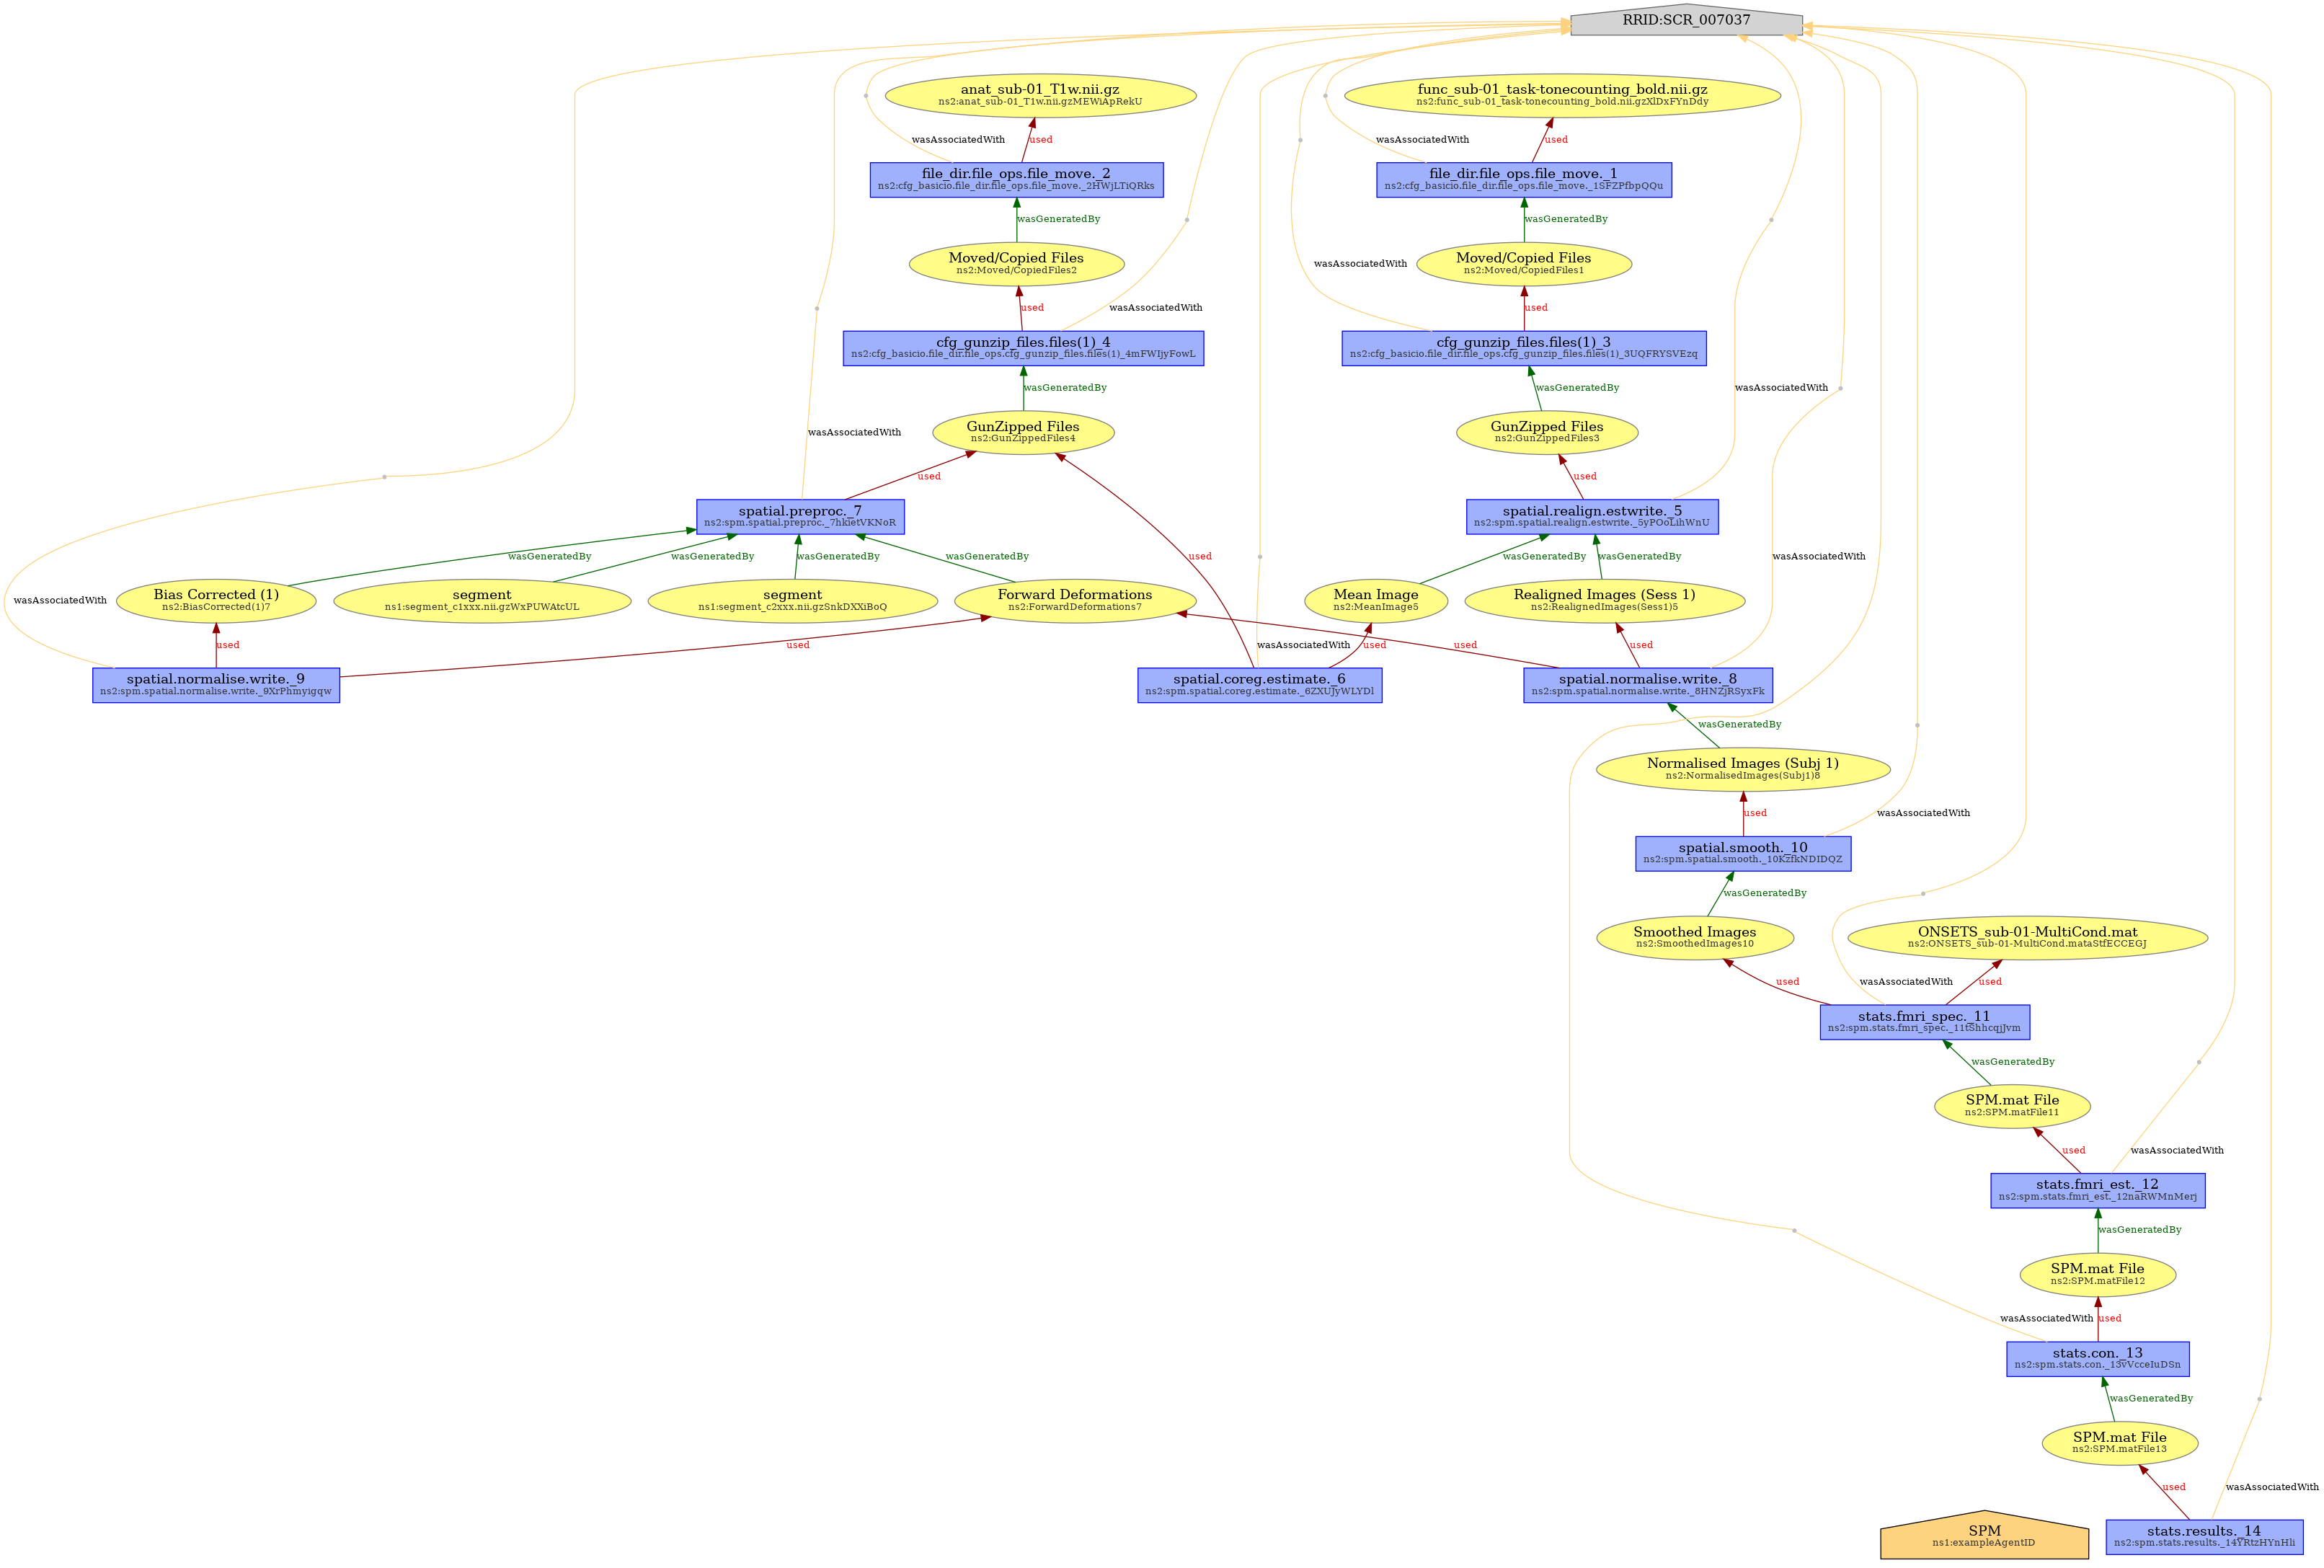 RRID:SCR_007037
anat_sub-01_T1w.nii.gz
ns2:anat_sub-01_T1w.nii.gzMEWiApRekU
func_sub-01_task-tonecounting_bold.nii.gz
ns2:func_sub-01_task-tonecounting_bold.nii.gzXlDxFYnDdy
wasAssociatedWith
used
wasAssociatedWith
used
file_dir.file_ops.file_move._2
ns2:cfg_basicio.file_dir.file_ops.file_move._2HWjLTiQRks
file_dir.file_ops.file_move._1
ns2:cfg_basicio.file_dir.file_ops.file_move._1SFZPfbpQQu
wasGeneratedBy
wasGeneratedBy
Moved/Copied Files
ns2:Moved/CopiedFiles2
Moved/Copied Files
ns2:Moved/CopiedFiles1
wasAssociatedWith
used
wasAssociatedWith
used
cfg_gunzip_files.files(1)_4
ns2:cfg_basicio.file_dir.file_ops.cfg_gunzip_files.files(1)_4mFWIjyFowL
cfg_gunzip_files.files(1)_3
ns2:cfg_basicio.file_dir.file_ops.cfg_gunzip_files.files(1)_3UQFRYSVEzq
wasGeneratedBy
wasGeneratedBy
wasAssociatedWith
GunZipped Files
ns2:GunZippedFiles4
GunZipped Files
ns2:GunZippedFiles3
wasAssociatedWith
used
used
spatial.preproc._7
ns2:spm.spatial.preproc._7hkietVKNoR
spatial.realign.estwrite._5
ns2:spm.spatial.realign.estwrite._5yPOoLihWnU
wasGeneratedBy
wasGeneratedBy
wasGeneratedBy
wasGeneratedBy
used
wasGeneratedBy
wasGeneratedBy
wasAssociatedWith
wasAssociatedWith
Bias Corrected (1)
ns2:BiasCorrected(1)7
segment
ns1:segment_c1xxx.nii.gzWxPUWAtcUL
segment
ns1:segment_c2xxx.nii.gzSnkDXXiBoQ
Forward Deformations
ns2:ForwardDeformations7
Mean Image
ns2:MeanImage5
Realigned Images (Sess 1)
ns2:RealignedImages(Sess1)5
used
used
wasAssociatedWith
used
used
used
spatial.normalise.write._9
ns2:spm.spatial.normalise.write._9XrPhmyigqw
spatial.coreg.estimate._6
ns2:spm.spatial.coreg.estimate._6ZXUJyWLYDl
spatial.normalise.write._8
ns2:spm.spatial.normalise.write._8HNZjRSyxFk
wasGeneratedBy
Normalised Images (Subj 1)
ns2:NormalisedImages(Subj1)8
used
wasAssociatedWith
spatial.smooth._10
ns2:spm.spatial.smooth._10KzfkNDIDQZ
wasGeneratedBy
Smoothed Images
ns2:SmoothedImages10
ONSETS_sub-01-MultiCond.mat
ns2:ONSETS_sub-01-MultiCond.mataStfECCEGJ
used
wasAssociatedWith
used
stats.fmri_spec._11
ns2:spm.stats.fmri_spec._11tShhcqjJvm
wasGeneratedBy
SPM.mat File
ns2:SPM.matFile11
used
wasAssociatedWith
stats.fmri_est._12
ns2:spm.stats.fmri_est._12naRWMnMerj
wasGeneratedBy
SPM.mat File
ns2:SPM.matFile12
wasAssociatedWith
used
stats.con._13
ns2:spm.stats.con._13vVcceIuDSn
wasGeneratedBy
SPM.mat File
ns2:SPM.matFile13
used
wasAssociatedWith
SPM
ns1:exampleAgentID
stats.results._14
ns2:spm.stats.results._14YRtzHYnHli